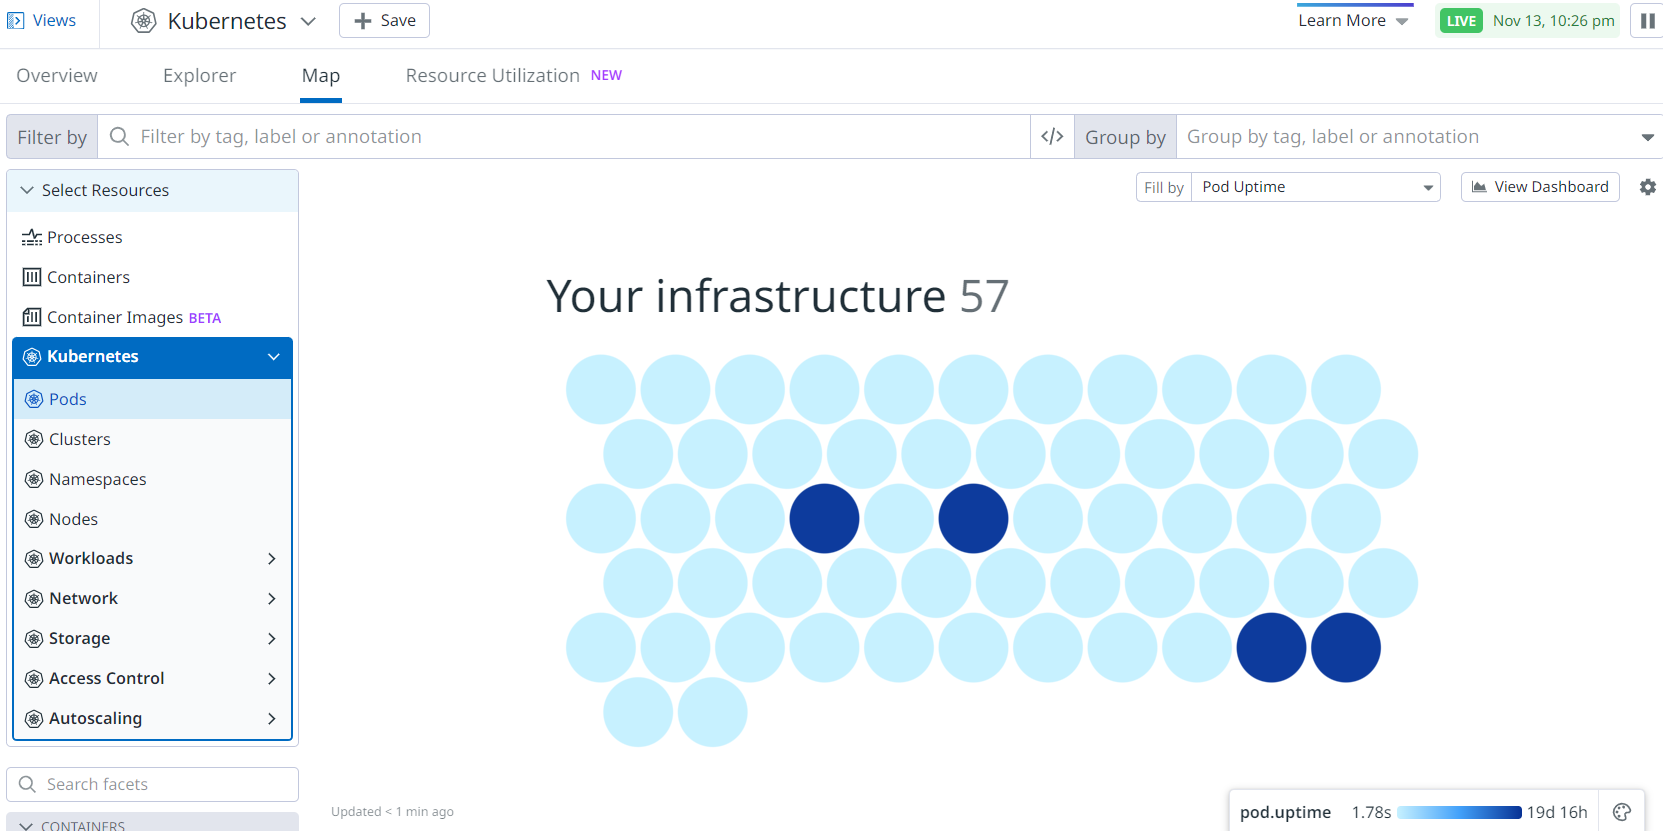 Views
Kubernetes
Save
Learn More
LIVE Nov 13, 10:26 pm
Overview
Explorer
Map
Resource Utilization NEW
Filter by
Filter by tag, label or annotation
</>
Group by
Group by tag, label or annotation
Select Resources
Processes
Containers
Container Images BETA
Kubernetes
Pods
Clusters
Namespaces
Nodes
Workloads
Network
Storage
Access Control
Autoscaling
Search facets
CONTAINERS
Fill by
Pod Uptime
View Dashboard
Your infrastructure 57
Updated < 1 min ago
pod.uptime 1.78s 19d 16h